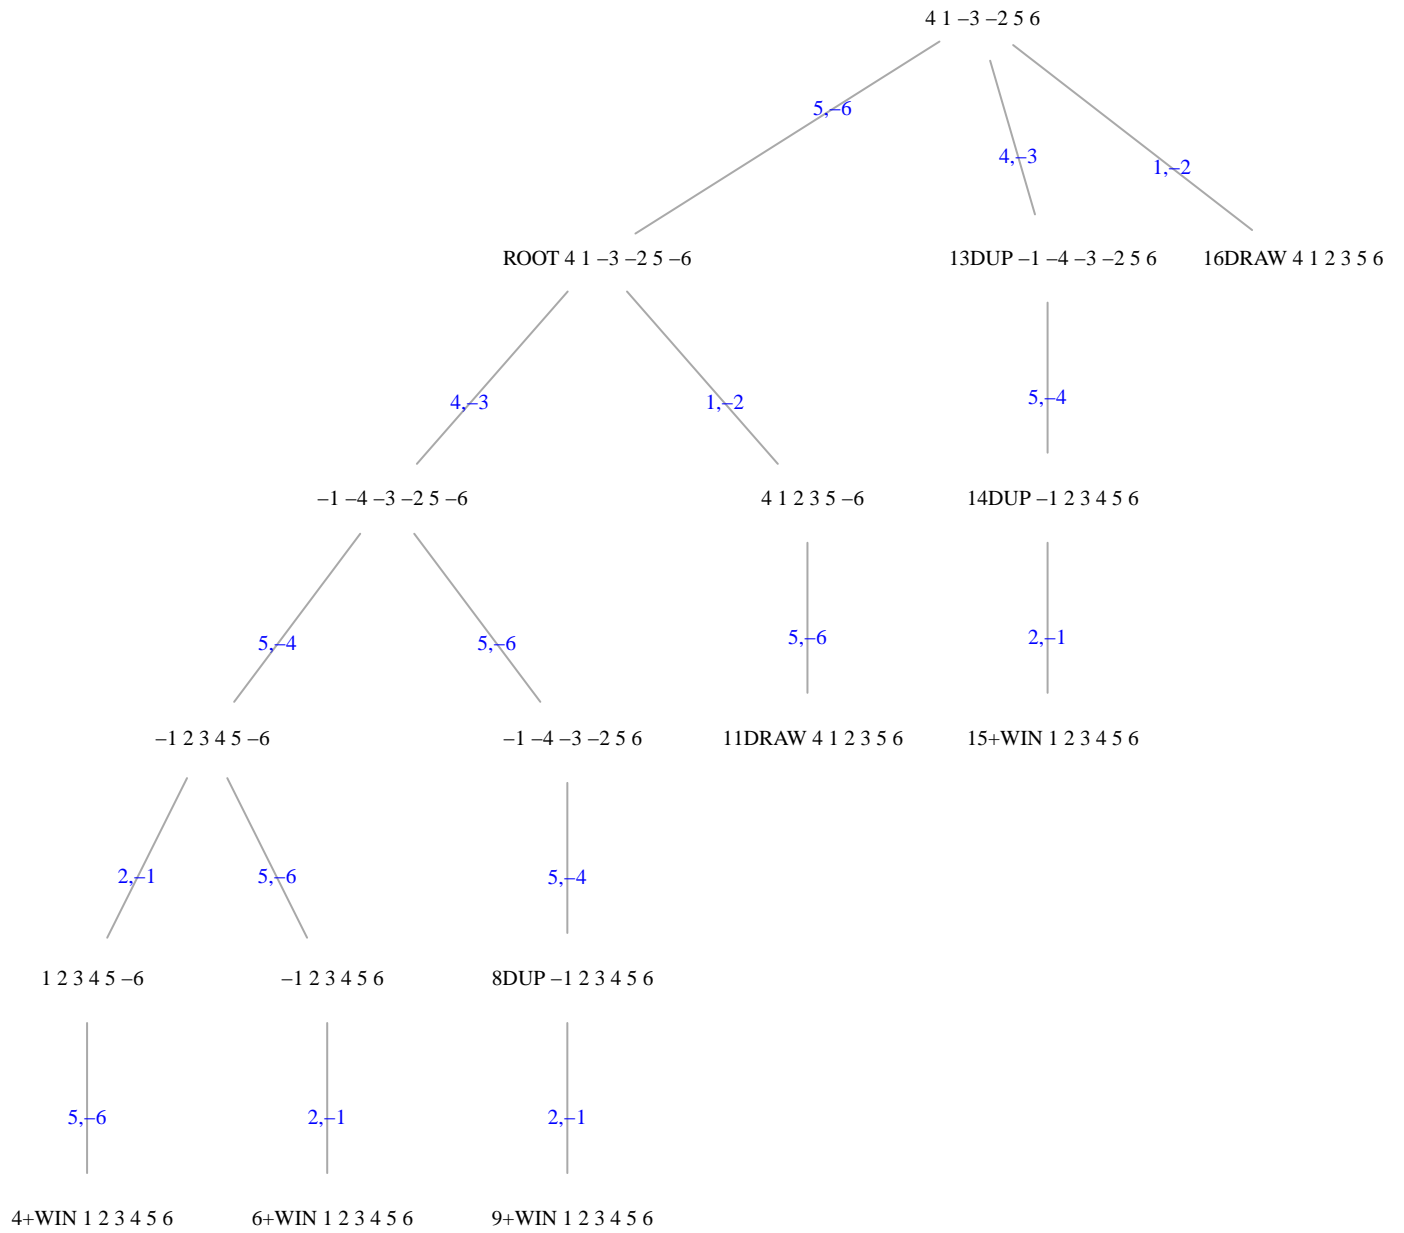 4 1 –3 –2 5 6
5,–6
4,–3
1,–2
ROOT 4 1 –3 –2 5 –6
13DUP –1 –4 –3 –2 5 6
16DRAW 4 1 2 3 5 6
4,–3
1,–2
5,–4
–1 –4 –3 –2 5 –6
4 1 2 3 5 –6
14DUP –1 2 3 4 5 6
5,–4
5,–6
5,–6
2,–1
–1 2 3 4 5 –6
–1 –4 –3 –2 5 6
11DRAW 4 1 2 3 5 6
15+WIN 1 2 3 4 5 6
2,–1
5,–6
5,–4
1 2 3 4 5 –6
–1 2 3 4 5 6
8DUP –1 2 3 4 5 6
5,–6
2,–1
2,–1
4+WIN 1 2 3 4 5 6
6+WIN 1 2 3 4 5 6
9+WIN 1 2 3 4 5 6